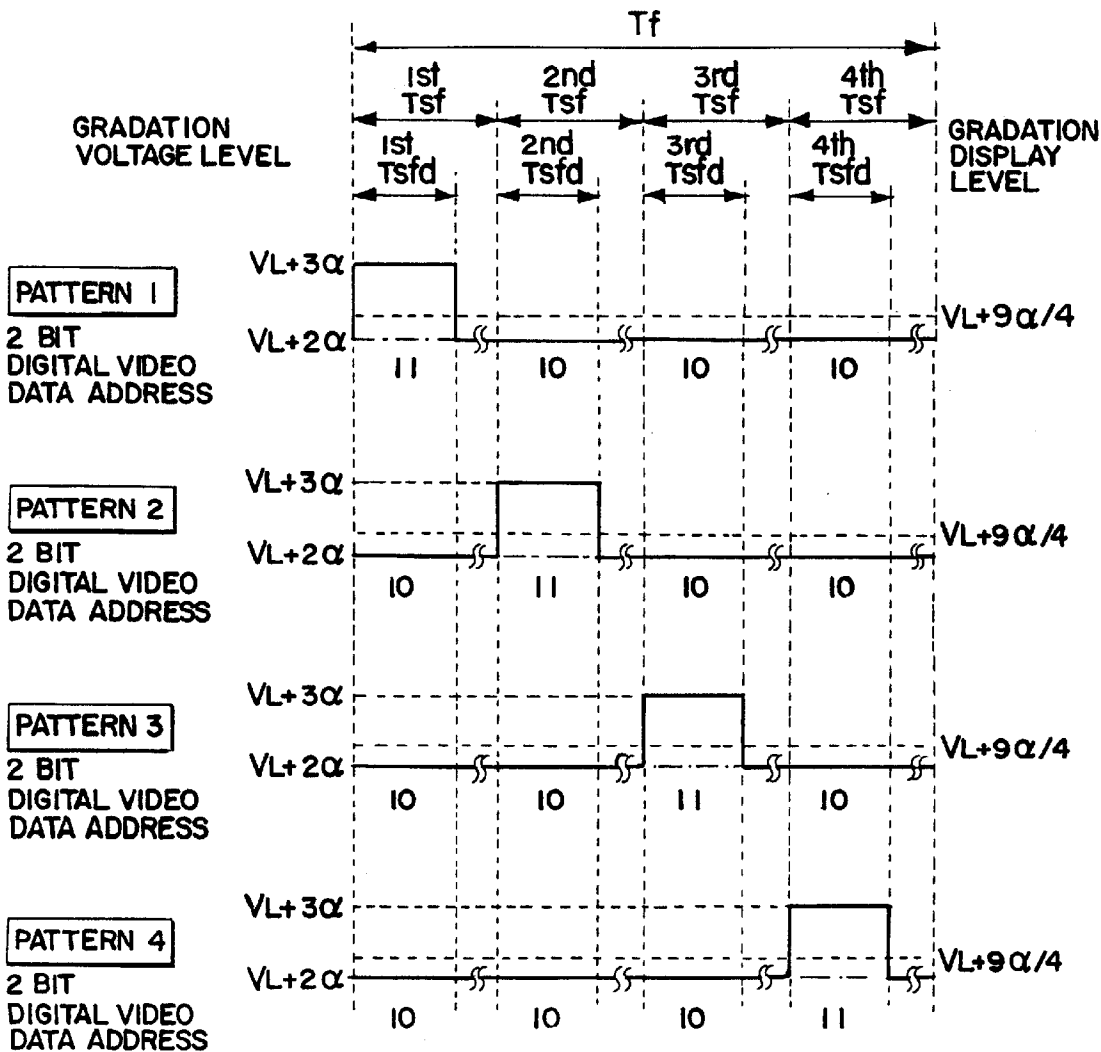 Tf
1st 2nd 3rd 4th
Tsf Tsf Tsf Tsf
GRADATION
VOLTAGE LEVEL
1st 2nd 3rd 4th
Tsfd Tsfd Tsfd Tsfd
GRADATION
DISPLAY
LEVEL
PATTERN 1
2 BIT
DIGITAL VIDEO
DATA ADDRESS
VL+3α
VL+2α
VL+9α/4
11 10 10 10
PATTERN 2
2 BIT
DIGITAL VIDEO
DATA ADDRESS
VL+3α
VL+2α
VL+9α/4
10 11 10 10
PATTERN 3
2 BIT
DIGITAL VIDEO
DATA ADDRESS
VL+3α
VL+2α
VL+9α/4
10 10 11 10
PATTERN 4
2 BIT
DIGITAL VIDEO
DATA ADDRESS
VL+3α
VL+2α
VL+9α/4
10 10 10 11